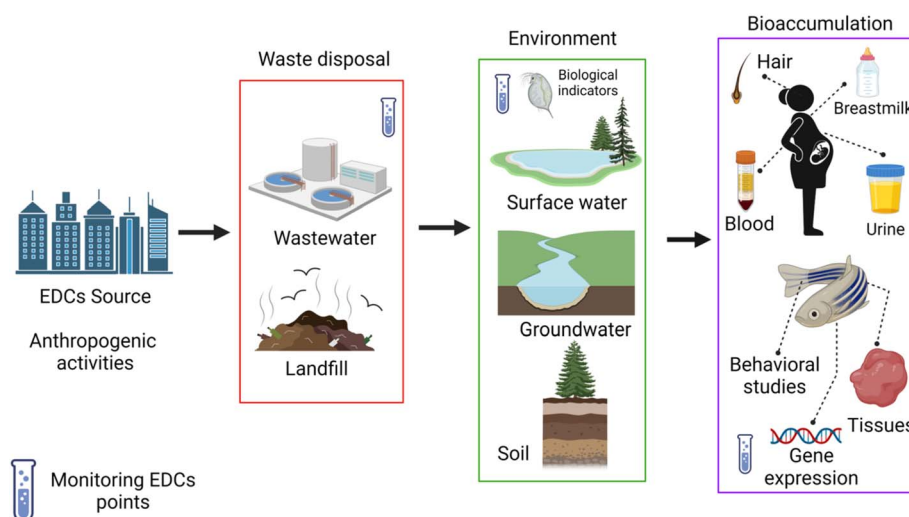 Waste disposal
Environment
Bioaccumulation
Biological
indicators
Hair
Breastmilk
EDCs Source
Anthropogenic
activities
Wastewater
Landfill
Surface water
Groundwater
Soil
Blood
Urine
Behavioral
studies
Tissues
Gene
expression
Monitoring EDCs
points